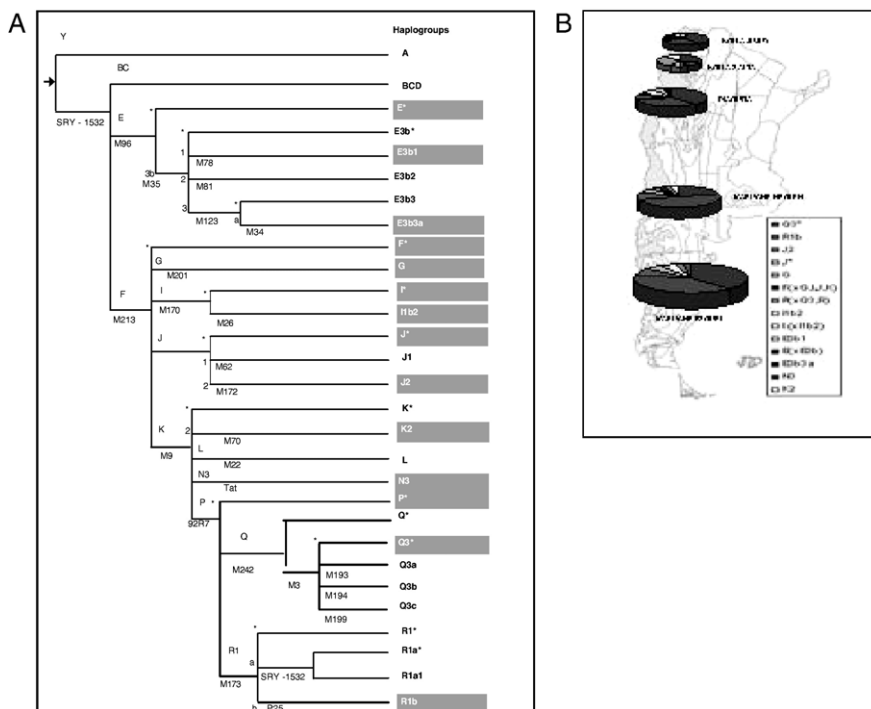 A
Y
Haplogroups
A
BC
BCD
SRY - 1532
E
*
E*
M96
*
E3b*
1
E3b1
M78
3b
M35
2
E3b2
M81
E3b3
3
M123
a
E3b3a
M34
*
F*
G
G
M201
F
M213
I
*
I*
M170
I1b2
M26
J
*
J*
1
J1
M62
2
J2
M172
*
K*
K
2
K2
M9
M70
L
L
M22
N3
N3
Tat
P
*
P*
92R7
Q*
Q
*
Q3*
M242
M3
Q3a
M193
Q3b
M194
Q3c
M199
*
R1*
R1
R1a*
a
M173
SRY -1532
R1a1
b
R1b
P25
B
Q3*
R1b
J2
J*
G
I1b2
I(xI1b2)
E3b1
E3b3a
N3
K2